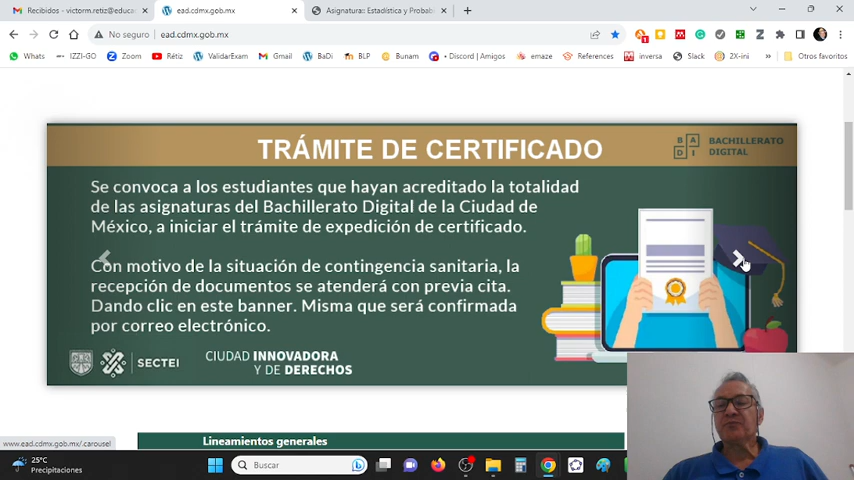 Recibidos - victorm.retiz@educa
ead.cdmx.gob.mx
Asignatura: Estadística y Probab
No seguro
ead.cdmx.gob.mx
Whats
IZZI-GO
Zoom
Rétiz
ValidarExam
Gmail
BaDi
BLP
Bunam
• Discord | Amigos
emaze
References
inversa
Slack
2X-ini
»
Otros favoritos
TRÁMITE DE CERTIFICADO
BA
DI
BACHILLERATO
DIGITAL
Se convoca a los estudiantes que hayan acreditado la totalidad
de las asignaturas del Bachillerato Digital de la Ciudad de
México, a iniciar el trámite de expedición de certificado.
Con motivo de la situación de contingencia sanitaria, la
recepción de documentos se atenderá con previa cita.
Dando clic en este banner. Misma que será confirmada
por correo electrónico.
SECTEI
CIUDAD INNOVADORA
Y DE DERECHOS
www.ead.cdmx.gob.mx/.carousel
Lineamientos generales
25°C
Precipitaciones
Buscar